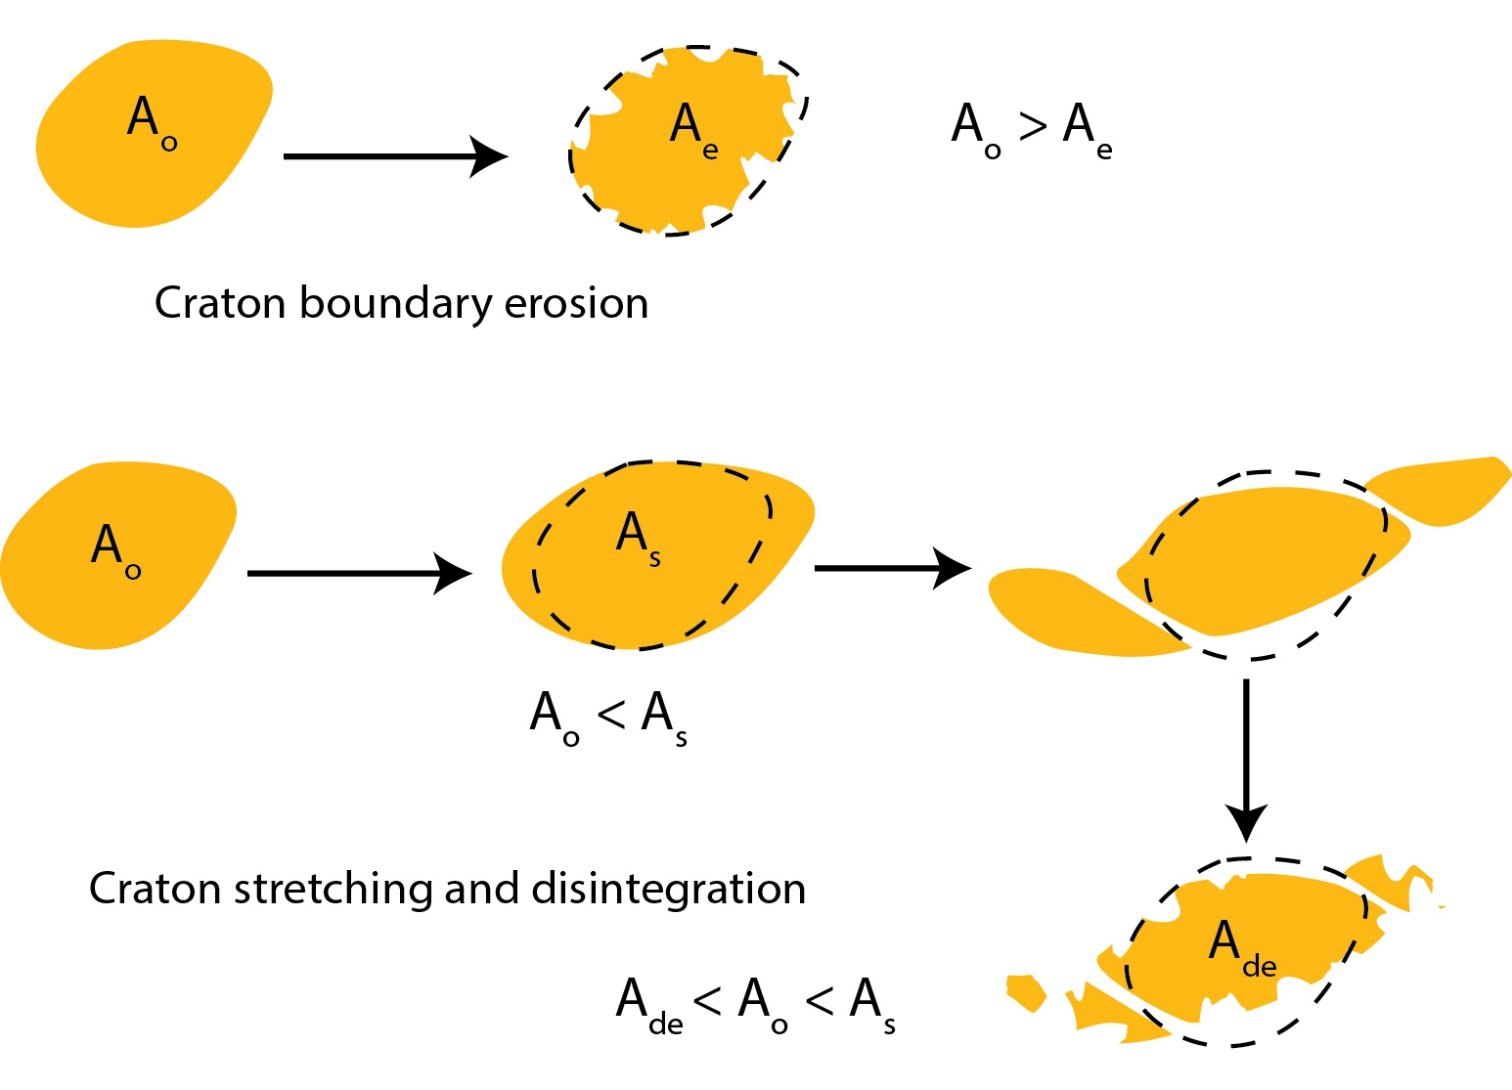 Ao
Ae
Ao > Ae
Craton boundary erosion
Ao
As
Ao < As
Craton stretching and disintegration
Ade
Ade < Ao < As